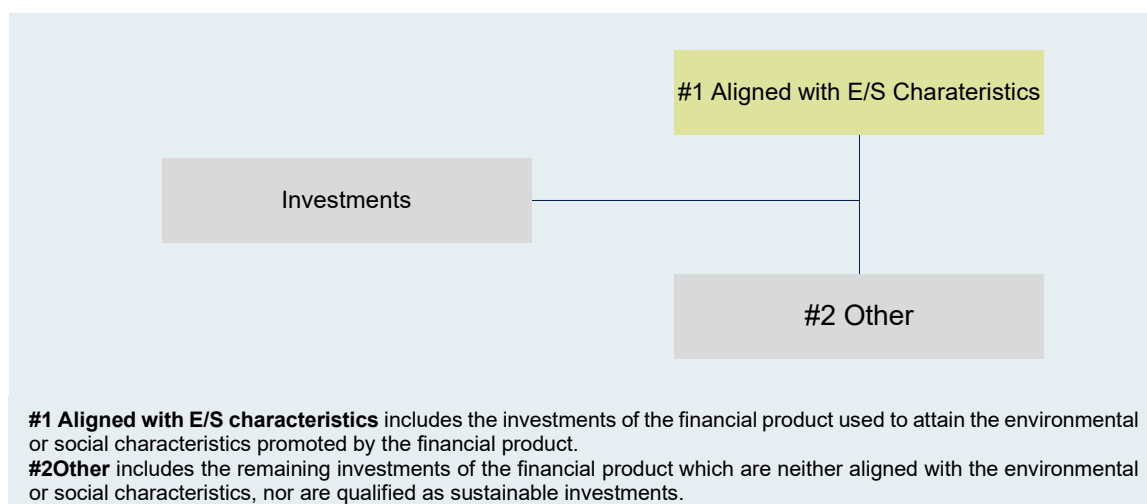 #1 Aligned with E/S Charateristics
Investments
#2 Other
#1 Aligned with E/S characteristics includes the investments of the financial product used to attain the environmental
or social characteristics promoted by the financial product.
#2Other includes the remaining investments of the financial product which are neither aligned with the environmental
or social characteristics, nor are qualified as sustainable investments.